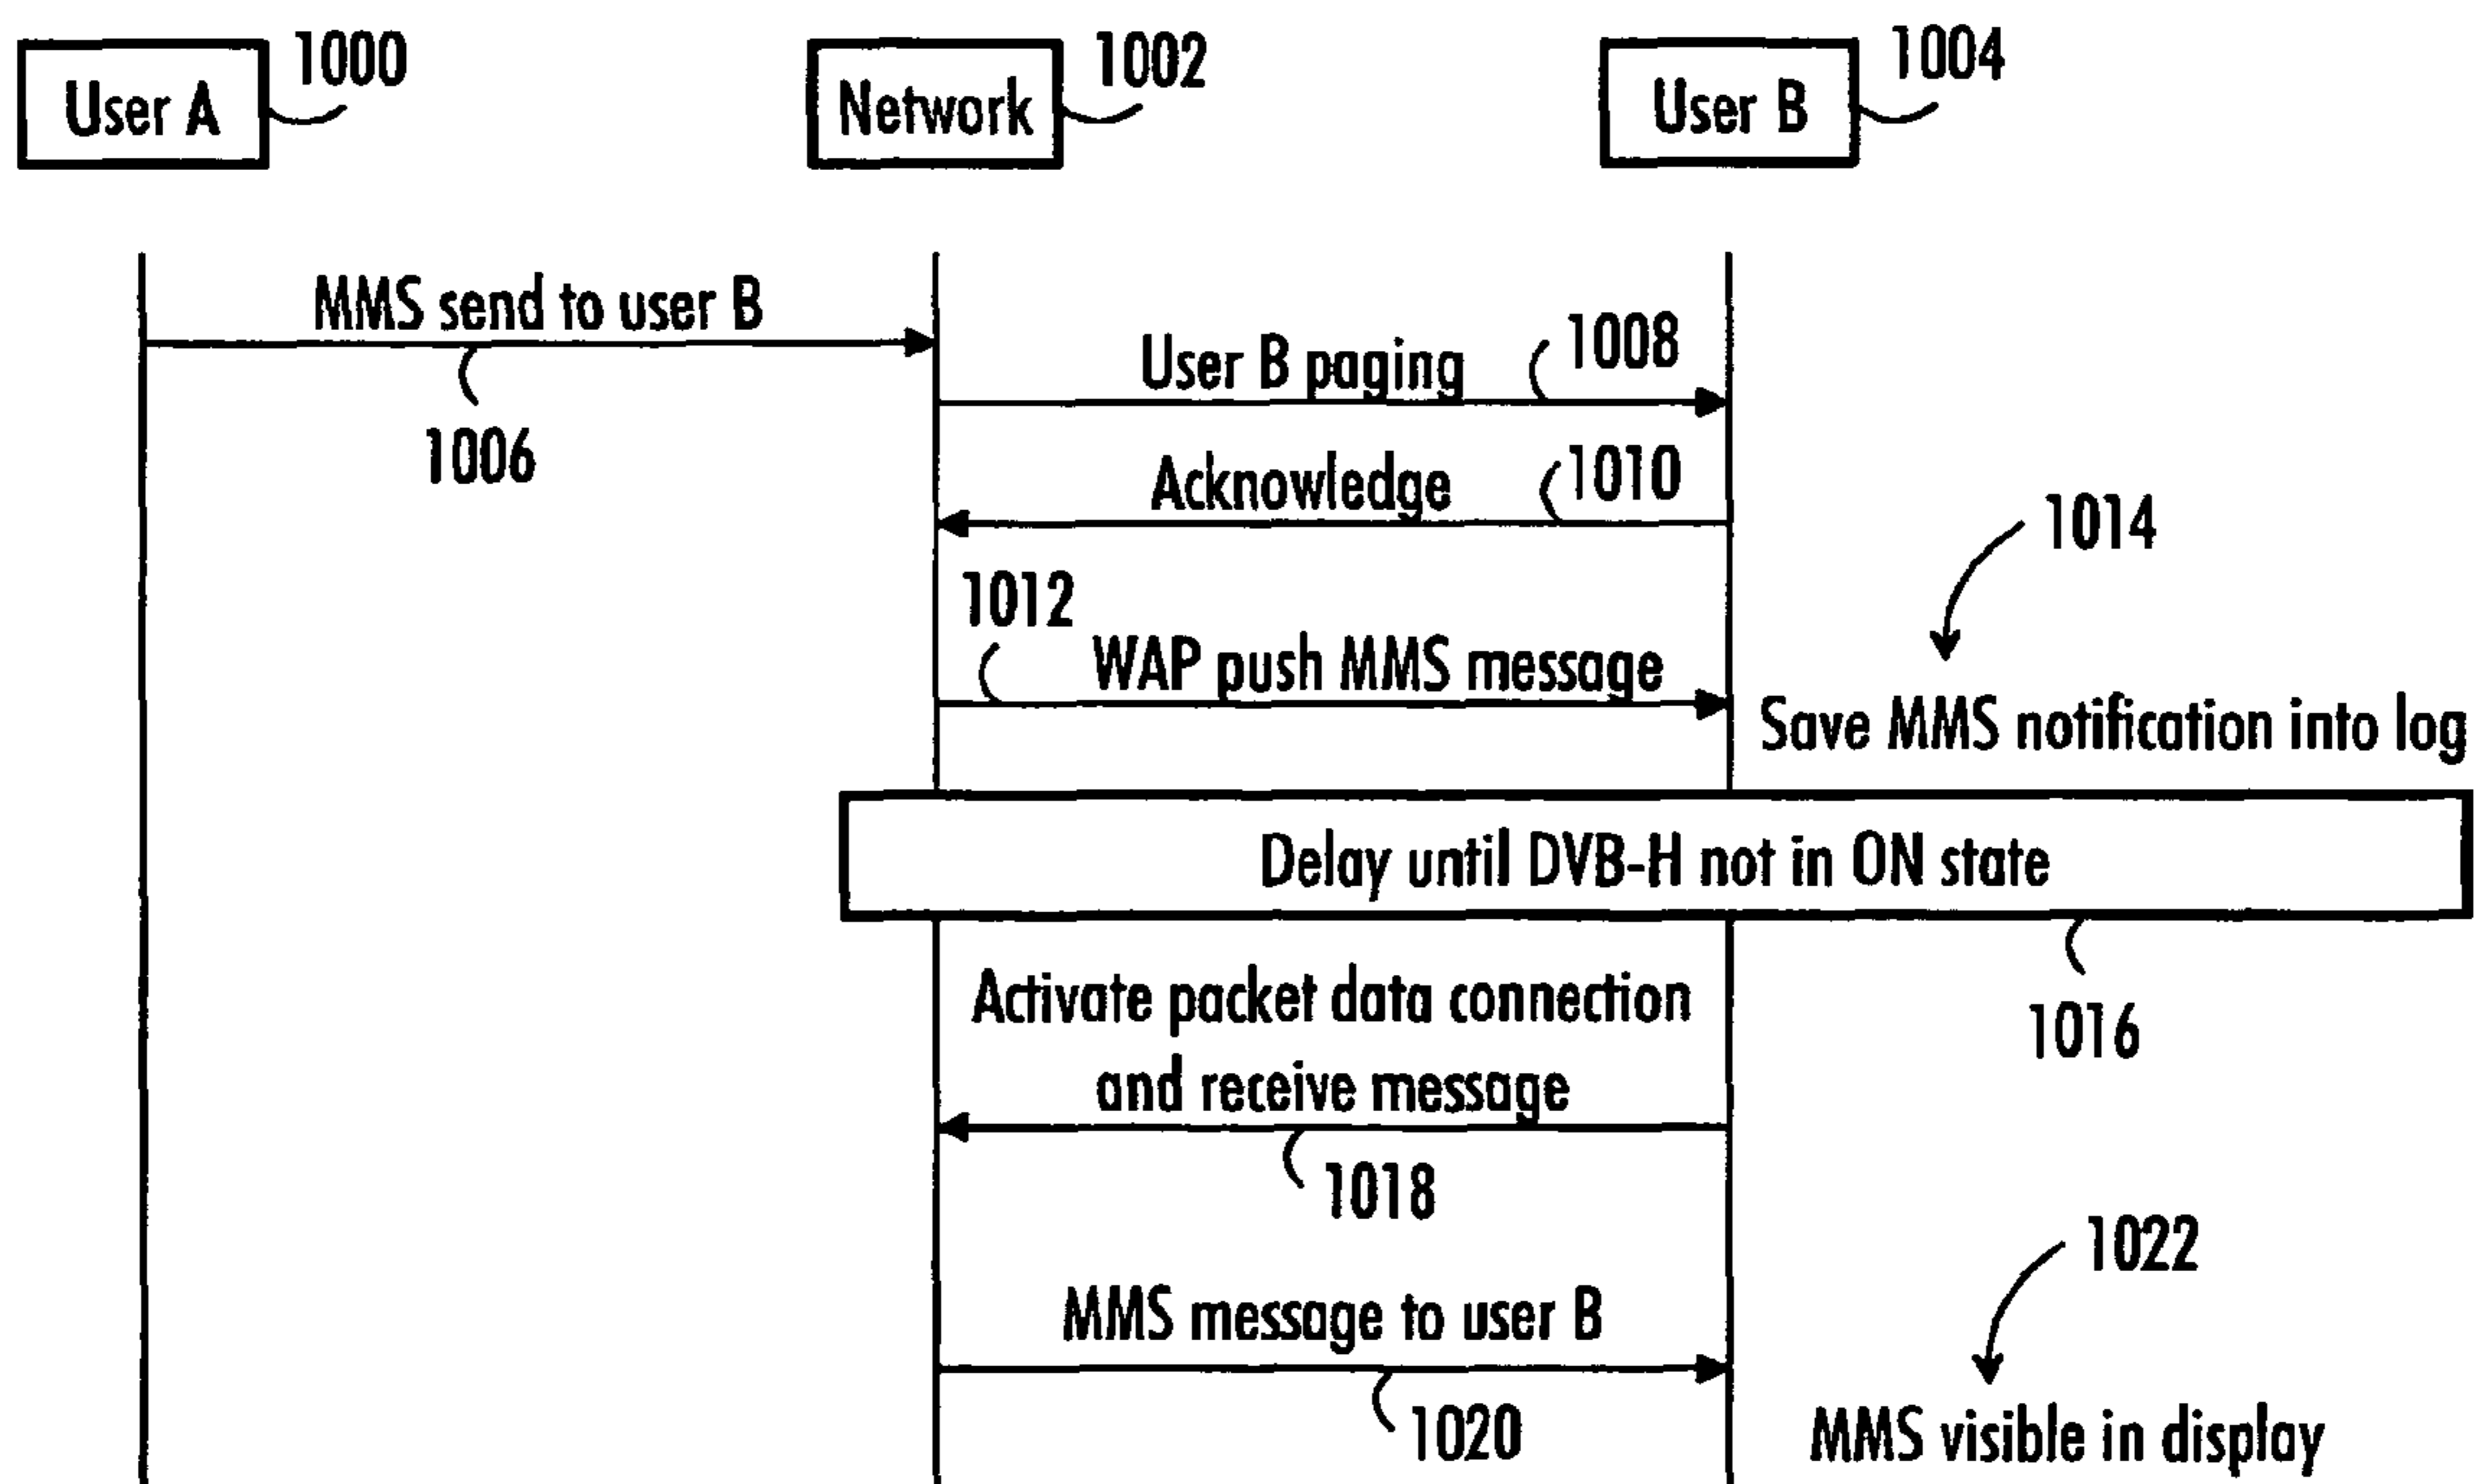 1000
User A
1002
Network
1004
User B
MMS send to user B
1006
User B paging
1008
Acknowledge
1010
1012
WAP push MMS message
1014
Save MMS notification into log
Delay until DVB-H not in ON state
1016
Activate packet data connection
and receive message
1018
MMS message to user B
1020
1022
MMS visible in display